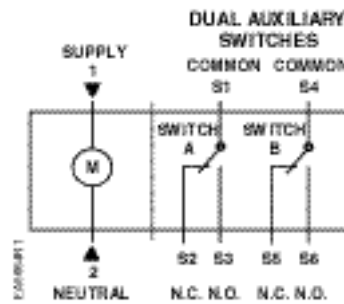 DUAL AUXILIARY
SWITCHES
SUPPLY
1
COMMON COMMON
S1 S4
SWITCH A
SWITCH B
M
2
S2 S3 S5 S6
NEUTRAL N.C. N.O. N.C. N.O.